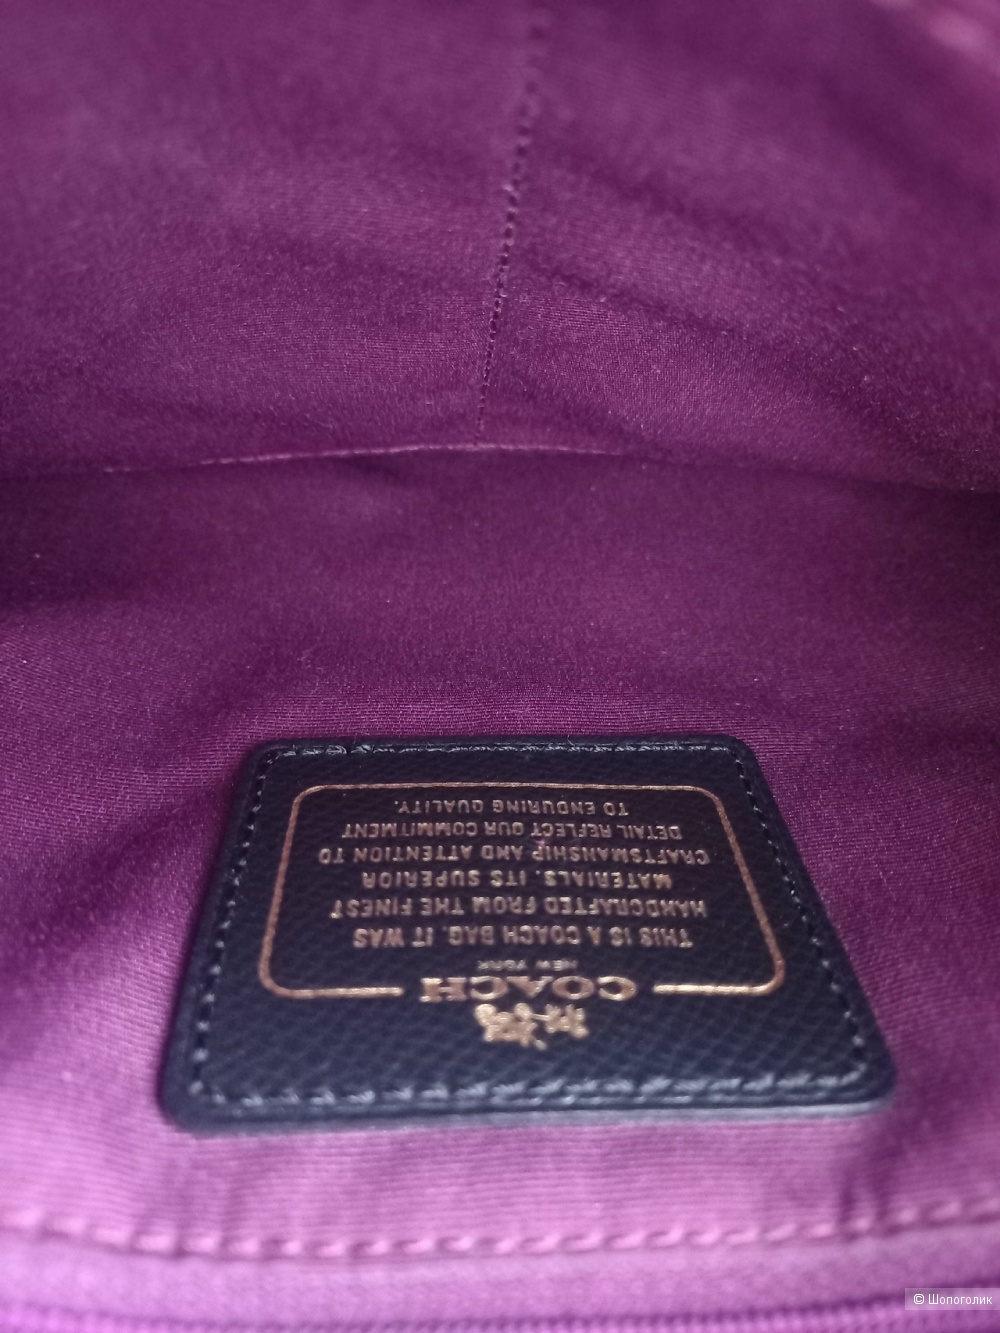 COACH
NEW YORK
THIS IS A COACH BAG. IT WAS
HANDCRAFTED FROM THE FINEST
MATERIALS. ITS SUPERIOR
CRAFTSMANSHIP AND ATTENTION TO
DETAIL REFLECT OUR COMMITMENT
TO ENDURING QUALITY.
© Шопоголик